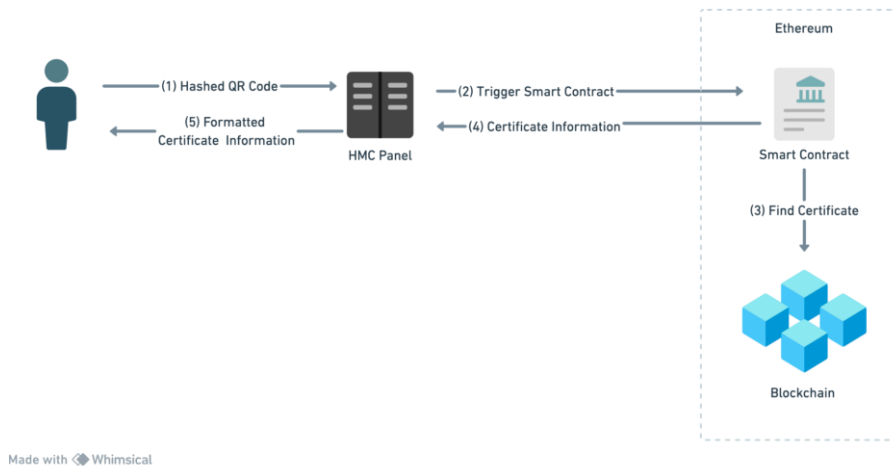 Ethereum
(1) Hashed QR Code
(2) Trigger Smart Contract
(5) Formatted
Certificate Information
(4) Certificate Information
HMC Panel
Smart Contract
(3) Find Certificate
Blockchain
Made with Whimsical